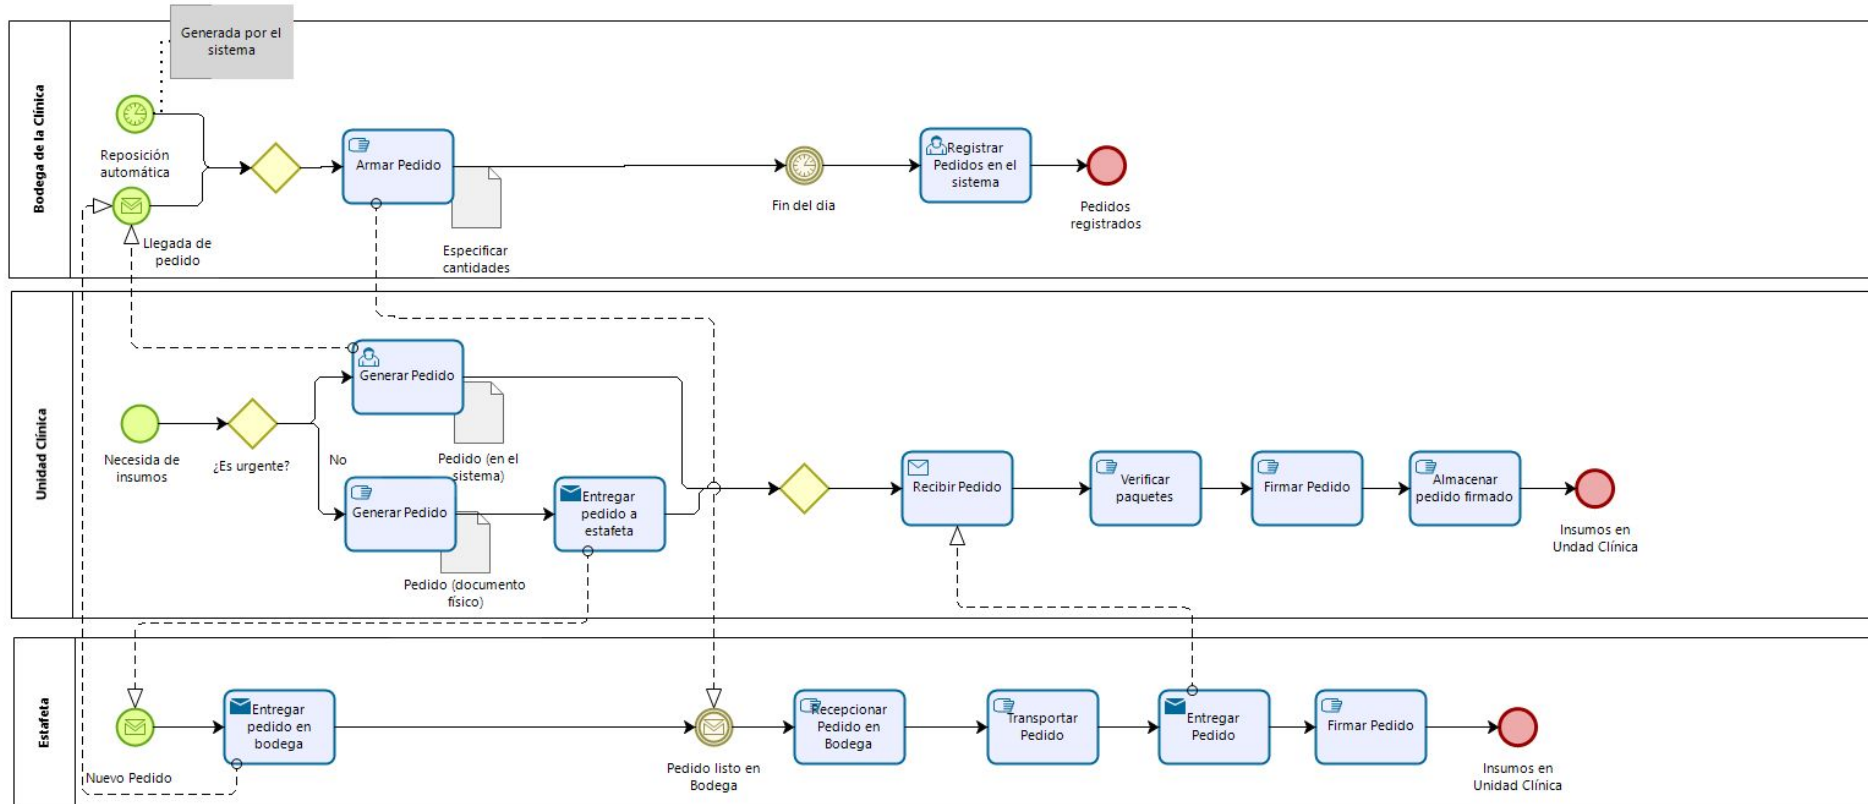 Generada por el
sistema
Bodega de la Clínica
Reposición
automática
Llegada de
pedido
Armar Pedido
Especificar
cantidades
Fin del dia
Registrar
Pedidos en el
sistema
Pedidos
registrados
Unidad Clínica
Necesida de
insumos
¿Es urgente?
No
Generar Pedido
Pedido (en el
sistema)
Generar Pedido
Pedido (documento
físico)
Entregar
pedido a
estafeta
Recibir Pedido
Verificar
paquetes
Firmar Pedido
Almacenar
pedido firmado
Insumos en
Undad Clínica
Estafeta
Nuevo Pedido
Entregar
pedido en
bodega
Pedido listo en
Bodega
Recepcionar
Pedido en
Bodega
Transportar
Pedido
Entregar
Pedido
Firmar Pedido
Insumos en
Unidad Clínica